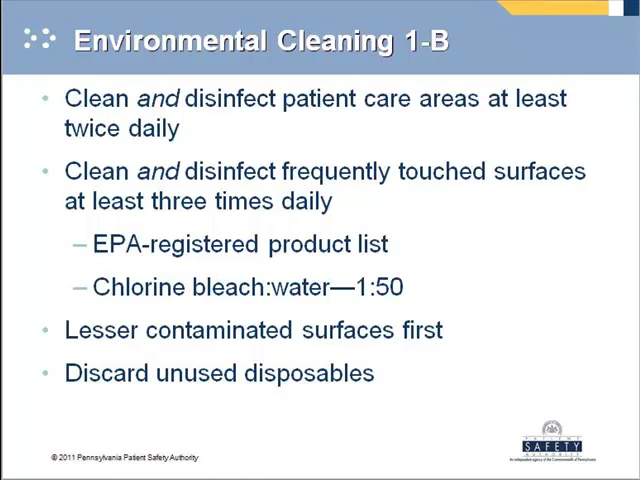 Environmental Cleaning 1-B
• Clean and disinfect patient care areas at least
twice daily
• Clean and disinfect frequently touched surfaces
at least three times daily
– EPA-registered product list
– Chlorine bleach:water—1:50
• Lesser contaminated surfaces first
• Discard unused disposables
© 2011 Pennsylvania Patient Safety Authority
PATIENT
SAFETY
AUTHORITY
An independent agency of the Commonwealth of Pennsylvania